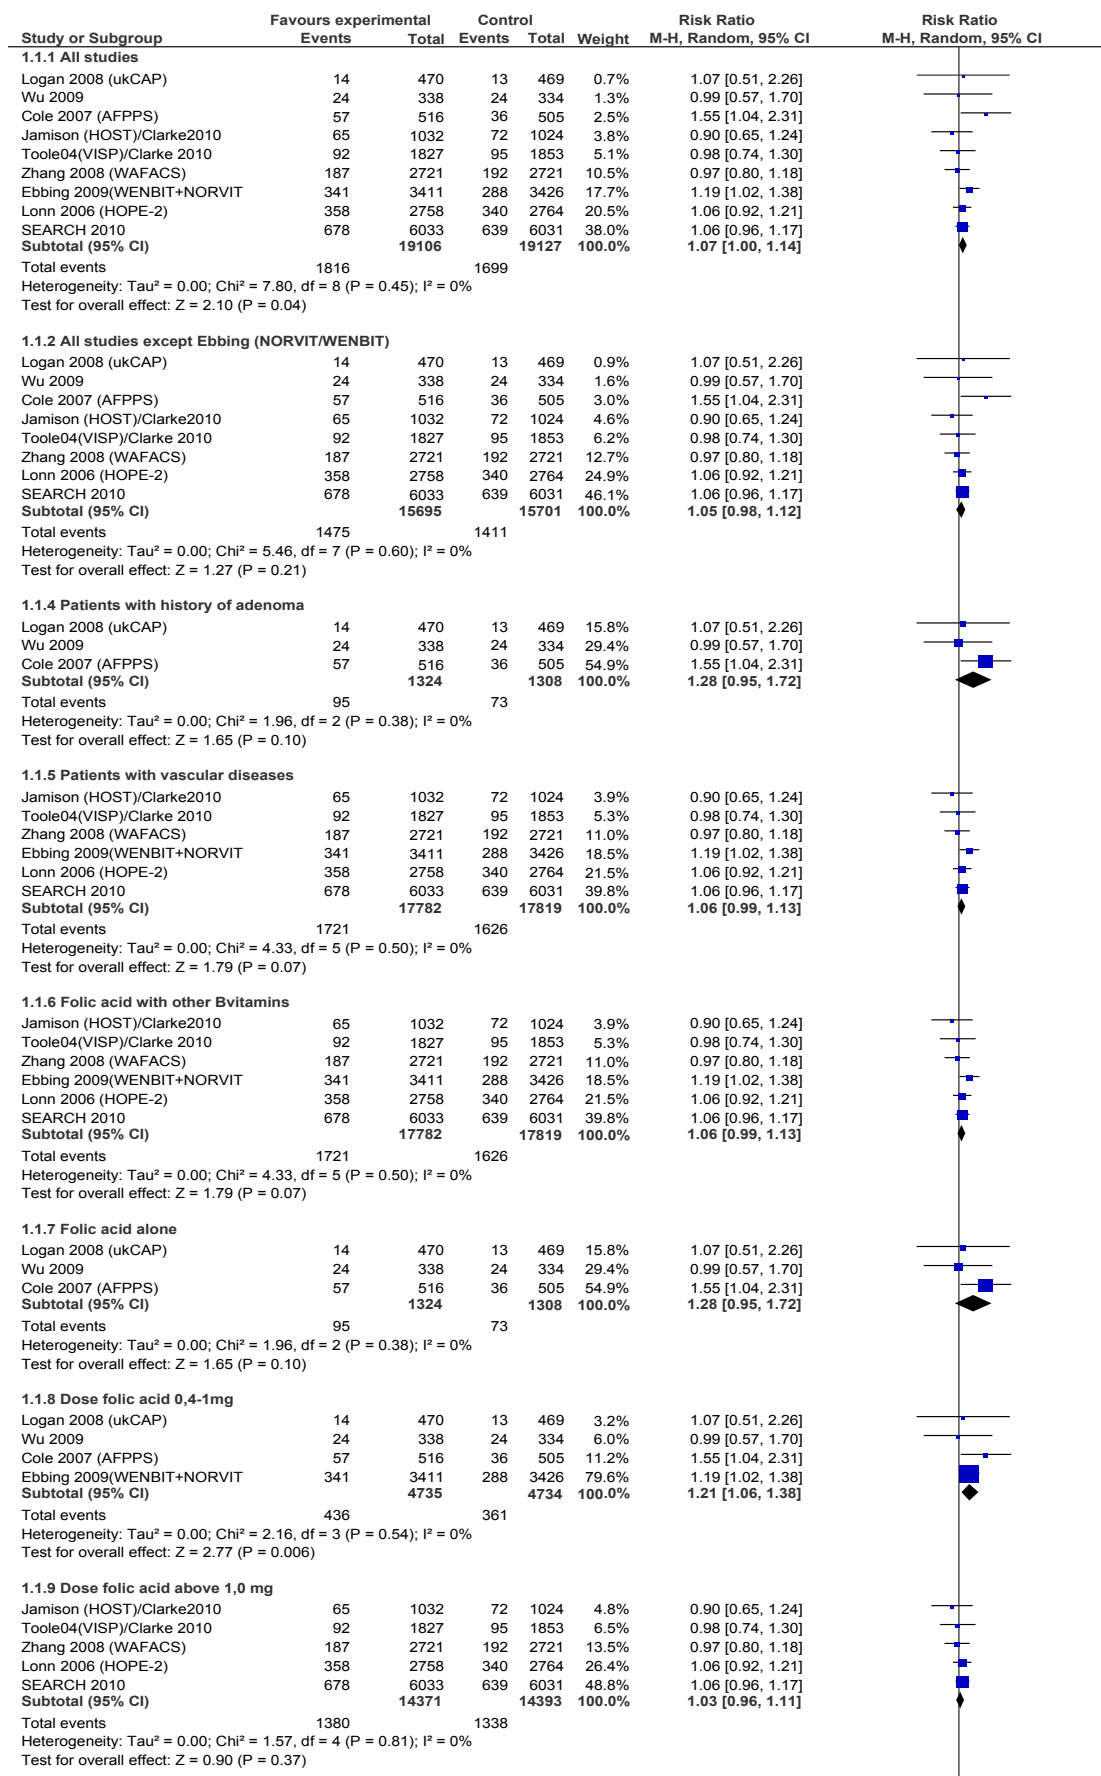 Favours experimental Control Risk Ratio Risk Ratio
Study or Subgroup Events Total Events Total Weight M-H, Random, 95% CI M-H, Random, 95% CI
1.1.1 All studies
Logan 2008 (ukCAP) 14 470 13 469 0.7% 1.07 [0.51, 2.26]
Wu 2009 24 338 24 334 1.3% 0.99 [0.57, 1.70]
Cole 2007 (AFPPS) 57 516 36 505 2.5% 1.55 [1.04, 2.31]
Jamison (HOST)/Clarke2010 65 1032 72 1024 3.8% 0.90 [0.65, 1.24]
Toole04(VISP)/Clarke 2010 92 1827 95 1853 5.1% 0.98 [0.74, 1.30]
Zhang 2008 (WAFACS) 187 2721 192 2721 10.5% 0.97 [0.80, 1.18]
Ebbing 2009(WENBIT+NORVIT 341 3411 288 3426 17.7% 1.19 [1.02, 1.38]
Lonn 2006 (HOPE-2) 358 2758 340 2764 20.5% 1.06 [0.92, 1.21]
SEARCH 2010 678 6033 639 6031 38.0% 1.06 [0.96, 1.17]
Subtotal (95% CI) 19106 19127 100.0% 1.07 [1.00, 1.14]
Total events 1816 1699
Heterogeneity: Tau² = 0.00; Chi² = 7.80, df = 8 (P = 0.45); I² = 0%
Test for overall effect: Z = 2.10 (P = 0.04)
1.1.2 All studies except Ebbing (NORVIT/WENBIT)
Logan 2008 (ukCAP) 14 470 13 469 0.9% 1.07 [0.51, 2.26]
Wu 2009 24 338 24 334 1.6% 0.99 [0.57, 1.70]
Cole 2007 (AFPPS) 57 516 36 505 3.0% 1.55 [1.04, 2.31]
Jamison (HOST)/Clarke2010 65 1032 72 1024 4.6% 0.90 [0.65, 1.24]
Toole04(VISP)/Clarke 2010 92 1827 95 1853 6.2% 0.98 [0.74, 1.30]
Zhang 2008 (WAFACS) 187 2721 192 2721 12.7% 0.97 [0.80, 1.18]
Lonn 2006 (HOPE-2) 358 2758 340 2764 24.9% 1.06 [0.92, 1.21]
SEARCH 2010 678 6033 639 6031 46.1% 1.06 [0.96, 1.17]
Subtotal (95% CI) 15695 15701 100.0% 1.05 [0.98, 1.12]
Total events 1475 1411
Heterogeneity: Tau² = 0.00; Chi² = 5.46, df = 7 (P = 0.60); I² = 0%
Test for overall effect: Z = 1.27 (P = 0.21)
1.1.4 Patients with history of adenoma
Logan 2008 (ukCAP) 14 470 13 469 15.8% 1.07 [0.51, 2.26]
Wu 2009 24 338 24 334 29.4% 0.99 [0.57, 1.70]
Cole 2007 (AFPPS) 57 516 36 505 54.9% 1.55 [1.04, 2.31]
Subtotal (95% CI) 1324 1308 100.0% 1.28 [0.95, 1.72]
Total events 95 73
Heterogeneity: Tau² = 0.00; Chi² = 1.96, df = 2 (P = 0.38); I² = 0%
Test for overall effect: Z = 1.65 (P = 0.10)
1.1.5 Patients with vascular diseases
Jamison (HOST)/Clarke2010 65 1032 72 1024 3.9% 0.90 [0.65, 1.24]
Toole04(VISP)/Clarke 2010 92 1827 95 1853 5.3% 0.98 [0.74, 1.30]
Zhang 2008 (WAFACS) 187 2721 192 2721 11.0% 0.97 [0.80, 1.18]
Ebbing 2009(WENBIT+NORVIT 341 3411 288 3426 18.5% 1.19 [1.02, 1.38]
Lonn 2006 (HOPE-2) 358 2758 340 2764 21.5% 1.06 [0.92, 1.21]
SEARCH 2010 678 6033 639 6031 39.8% 1.06 [0.96, 1.17]
Subtotal (95% CI) 17782 17819 100.0% 1.06 [0.99, 1.13]
Total events 1721 1626
Heterogeneity: Tau² = 0.00; Chi² = 4.33, df = 5 (P = 0.50); I² = 0%
Test for overall effect: Z = 1.79 (P = 0.07)
1.1.6 Folic acid with other Bvitamins
Jamison (HOST)/Clarke2010 65 1032 72 1024 3.9% 0.90 [0.65, 1.24]
Toole04(VISP)/Clarke 2010 92 1827 95 1853 5.3% 0.98 [0.74, 1.30]
Zhang 2008 (WAFACS) 187 2721 192 2721 11.0% 0.97 [0.80, 1.18]
Ebbing 2009(WENBIT+NORVIT 341 3411 288 3426 18.5% 1.19 [1.02, 1.38]
Lonn 2006 (HOPE-2) 358 2758 340 2764 21.5% 1.06 [0.92, 1.21]
SEARCH 2010 678 6033 639 6031 39.8% 1.06 [0.96, 1.17]
Subtotal (95% CI) 17782 17819 100.0% 1.06 [0.99, 1.13]
Total events 1721 1626
Heterogeneity: Tau² = 0.00; Chi² = 4.33, df = 5 (P = 0.50); I² = 0%
Test for overall effect: Z = 1.79 (P = 0.07)
1.1.7 Folic acid alone
Logan 2008 (ukCAP) 14 470 13 469 15.8% 1.07 [0.51, 2.26]
Wu 2009 24 338 24 334 29.4% 0.99 [0.57, 1.70]
Cole 2007 (AFPPS) 57 516 36 505 54.9% 1.55 [1.04, 2.31]
Subtotal (95% CI) 1324 1308 100.0% 1.28 [0.95, 1.72]
Total events 95 73
Heterogeneity: Tau² = 0.00; Chi² = 1.96, df = 2 (P = 0.38); I² = 0%
Test for overall effect: Z = 1.65 (P = 0.10)
1.1.8 Dose folic acid 0,4-1mg
Logan 2008 (ukCAP) 14 470 13 469 3.2% 1.07 [0.51, 2.26]
Wu 2009 24 338 24 334 6.0% 0.99 [0.57, 1.70]
Cole 2007 (AFPPS) 57 516 36 505 11.2% 1.55 [1.04, 2.31]
Ebbing 2009(WENBIT+NORVIT 341 3411 288 3426 79.6% 1.19 [1.02, 1.38]
Subtotal (95% CI) 4735 4734 100.0% 1.21 [1.06, 1.38]
Total events 436 361
Heterogeneity: Tau² = 0.00; Chi² = 2.16, df = 3 (P = 0.54); I² = 0%
Test for overall effect: Z = 2.77 (P = 0.006)
1.1.9 Dose folic acid above 1,0 mg
Jamison (HOST)/Clarke2010 65 1032 72 1024 4.8% 0.90 [0.65, 1.24]
Toole04(VISP)/Clarke 2010 92 1827 95 1853 6.5% 0.98 [0.74, 1.30]
Zhang 2008 (WAFACS) 187 2721 192 2721 13.5% 0.97 [0.80, 1.18]
Lonn 2006 (HOPE-2) 358 2758 340 2764 26.4% 1.06 [0.92, 1.21]
SEARCH 2010 678 6033 639 6031 48.8% 1.06 [0.96, 1.17]
Subtotal (95% CI) 14371 14393 100.0% 1.03 [0.96, 1.11]
Total events 1380 1338
Heterogeneity: Tau² = 0.00; Chi² = 1.57, df = 4 (P = 0.81); I² = 0%
Test for overall effect: Z = 0.90 (P = 0.37)